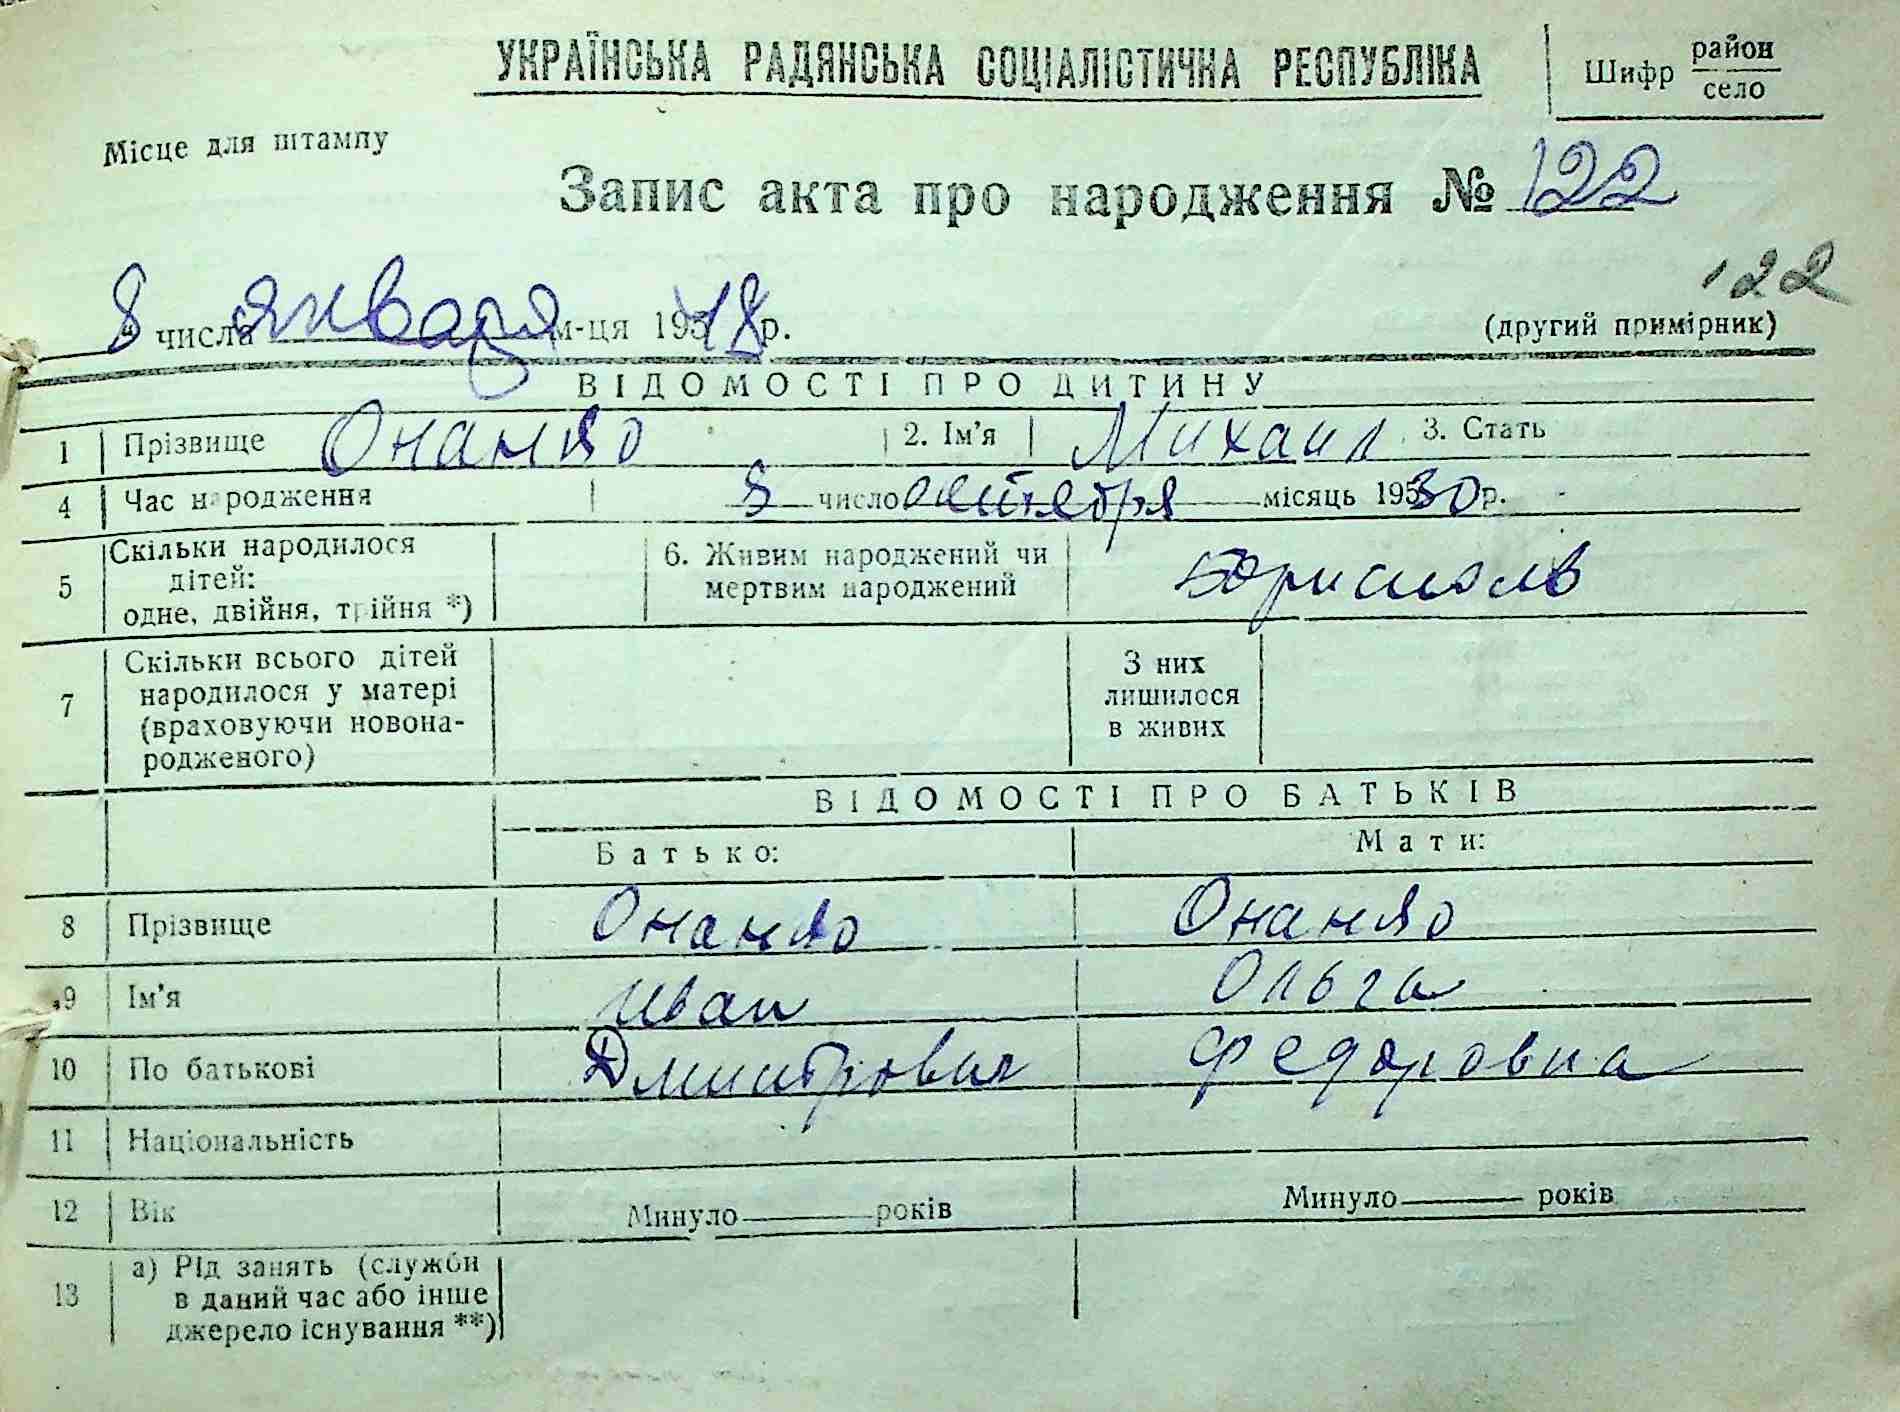 УКРАЇНСЬКА РАДЯНСЬКА СОЦІАЛІСТИЧНА РЕСПУБЛІКА
Шифр район
село
Місце для штампу
Запис акта про народження № 122
122
8 числа января м-ця 1948 р.
(другий примірник)
ВІДОМОСТІ ПРО ДИТИНУ
1 Прізвище Онанко 2. Ім'я Михаил 3. Стать
4 Час народження 8 число октября місяць 1930 р.
5 Скільки народилося дітей: одне, двійня, трійня *) 6. Живим народжений чи мертвим народжений Борисполь
7 Скільки всього дітей народилося у матері (враховуючи новона-родженого) З них лишилося в живих
ВІДОМОСТІ ПРО БАТЬКІВ
Батько: Мати:
8 Прізвище Онанко Онанко
9 Ім'я Иван Ольга
10 По батькові Дмитрович Федоровна
11 Національність
12 Вік Минуло років Минуло років
13 а) Рід занять (служби в даний час або інше джерело існування **)